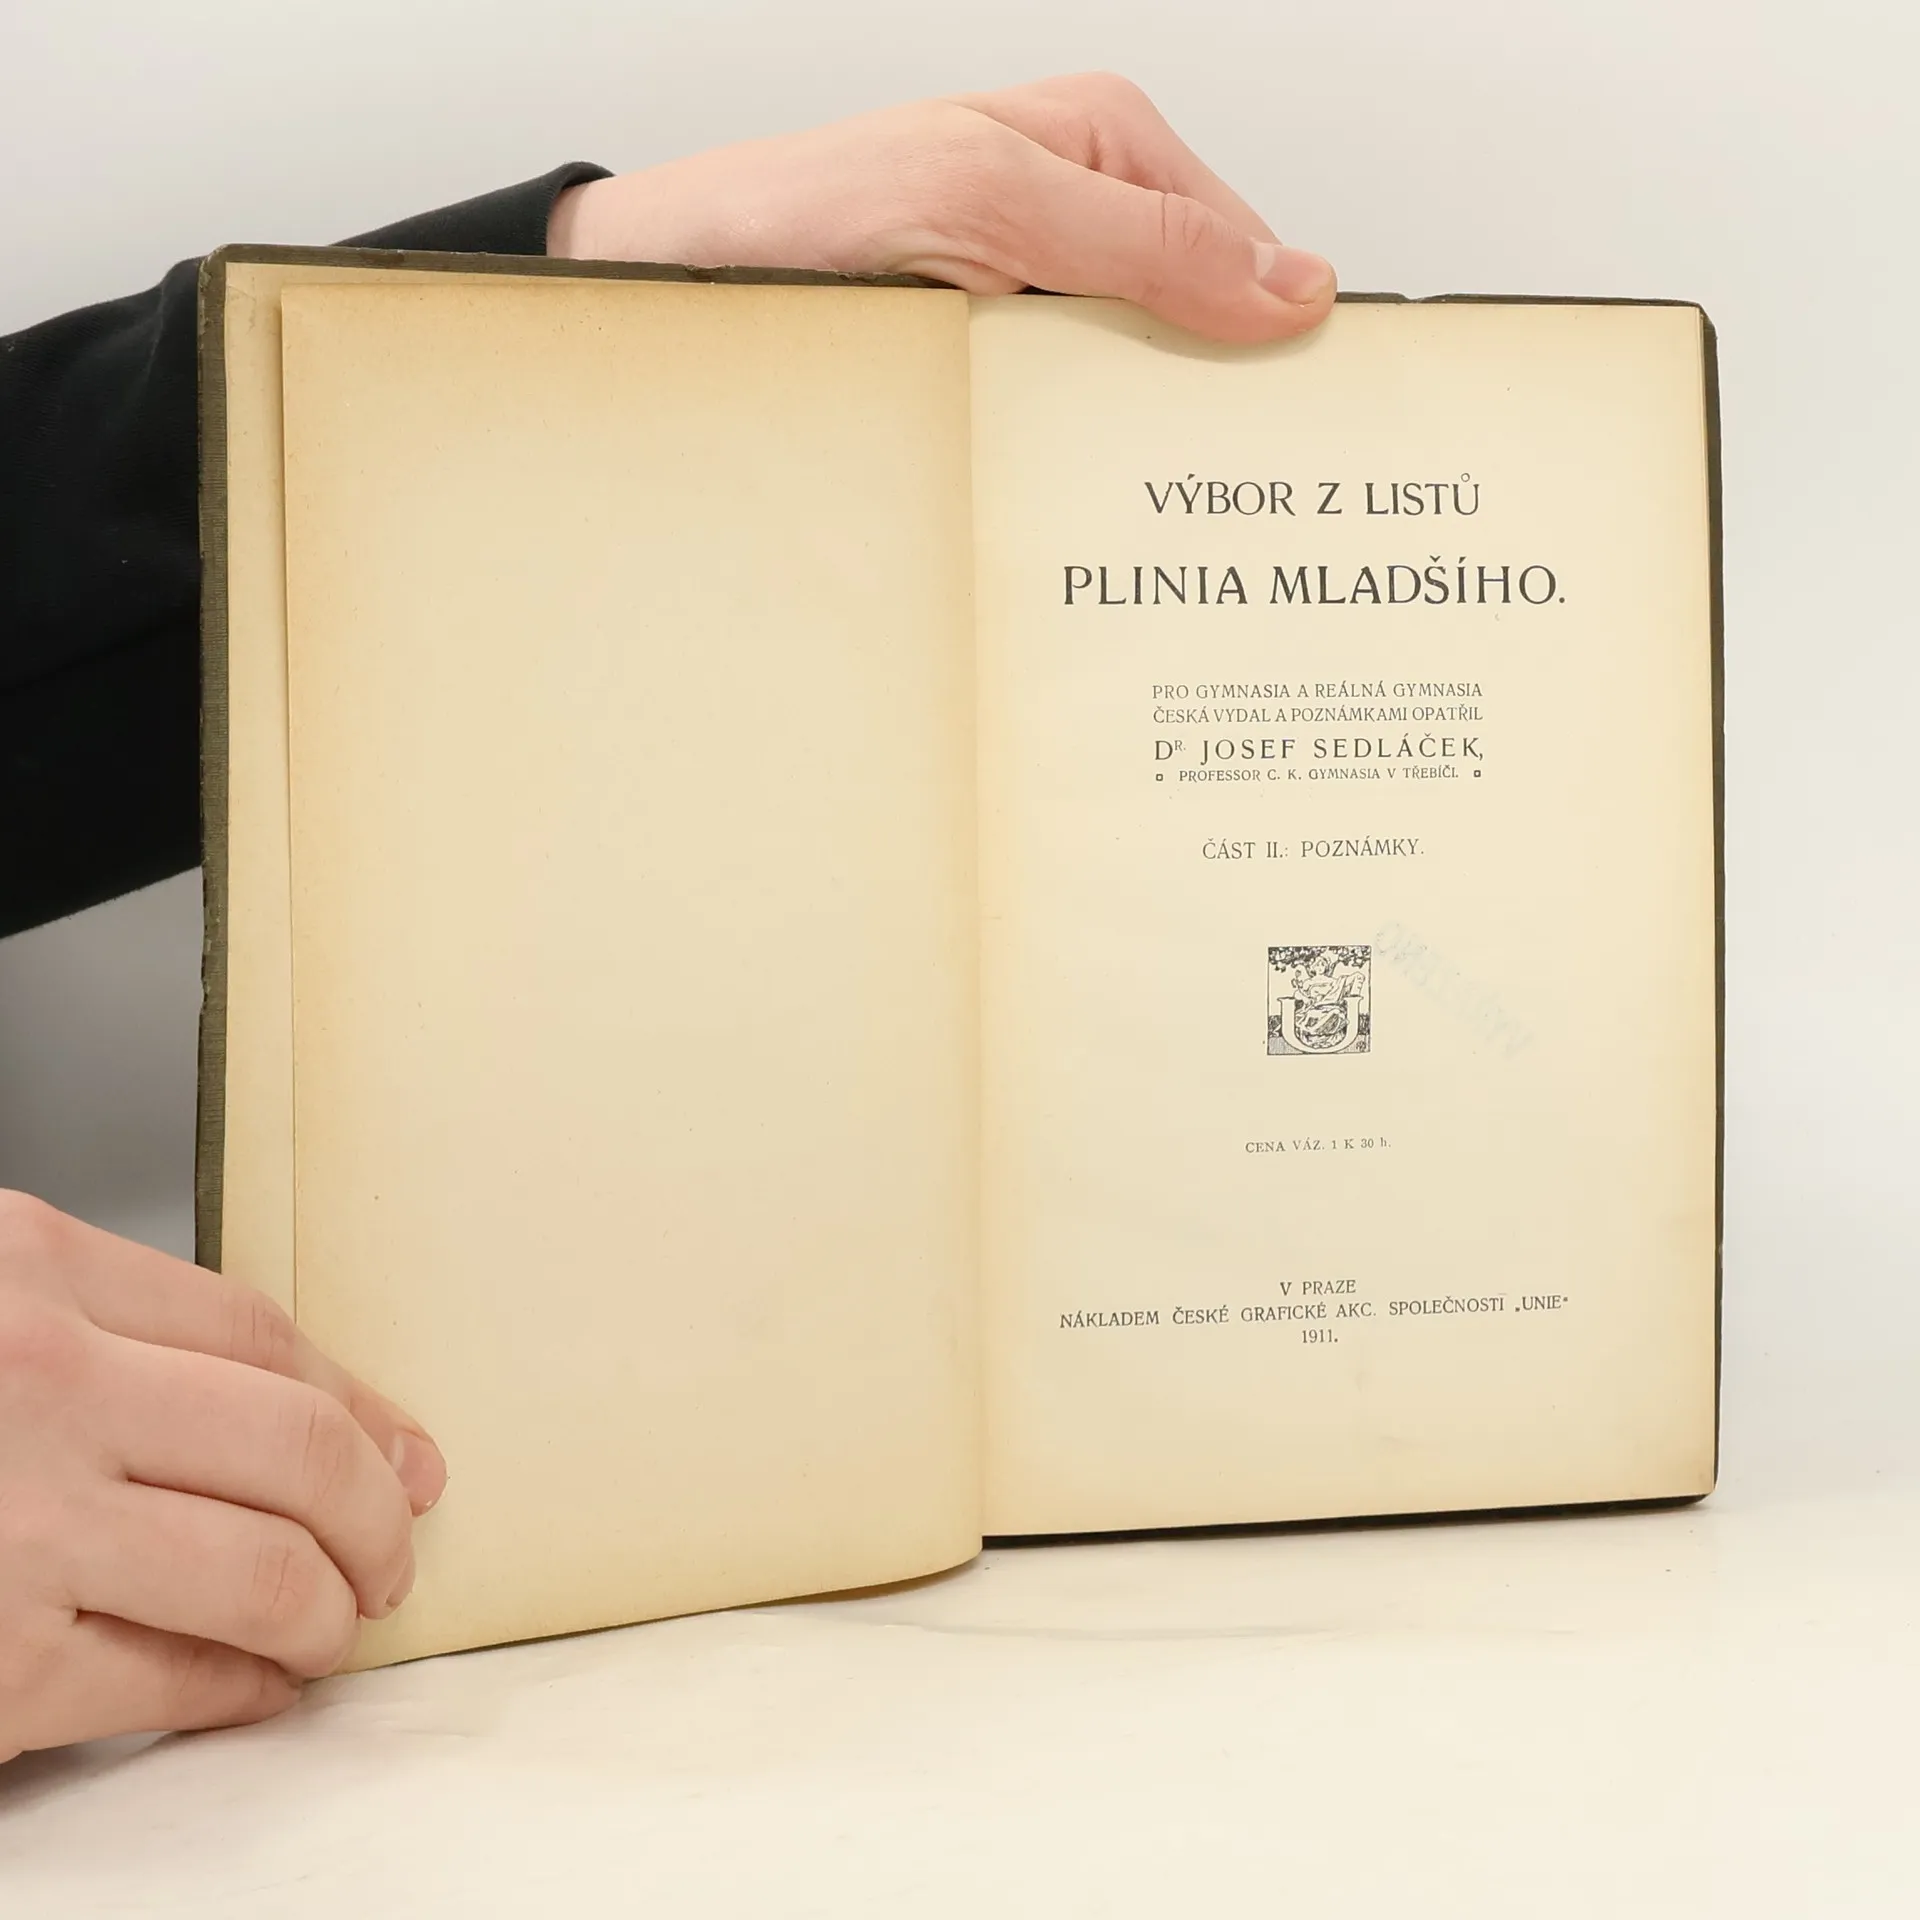 VÝBOR Z LISTŮ
PLINIA MLADŠÍHO.
PRO GYMNASIA A REÁLNÁ GYMNASIA
ČESKÁ VYDAL A POZNÁMKAMI OPATŘIL
DR. JOSEF SEDLÁČEK,
PROFESSOR C. K. GYMNASIA V TŘEBÍČI.
ČÁST II.: POZNÁMKY.
U
CENA VÁZ. 1 K 30 h.
V PRAZE
NÁKLADEM ČESKÉ GRAFICKÉ AKC. SPOLEČNOSTI „UNIE“
1911.